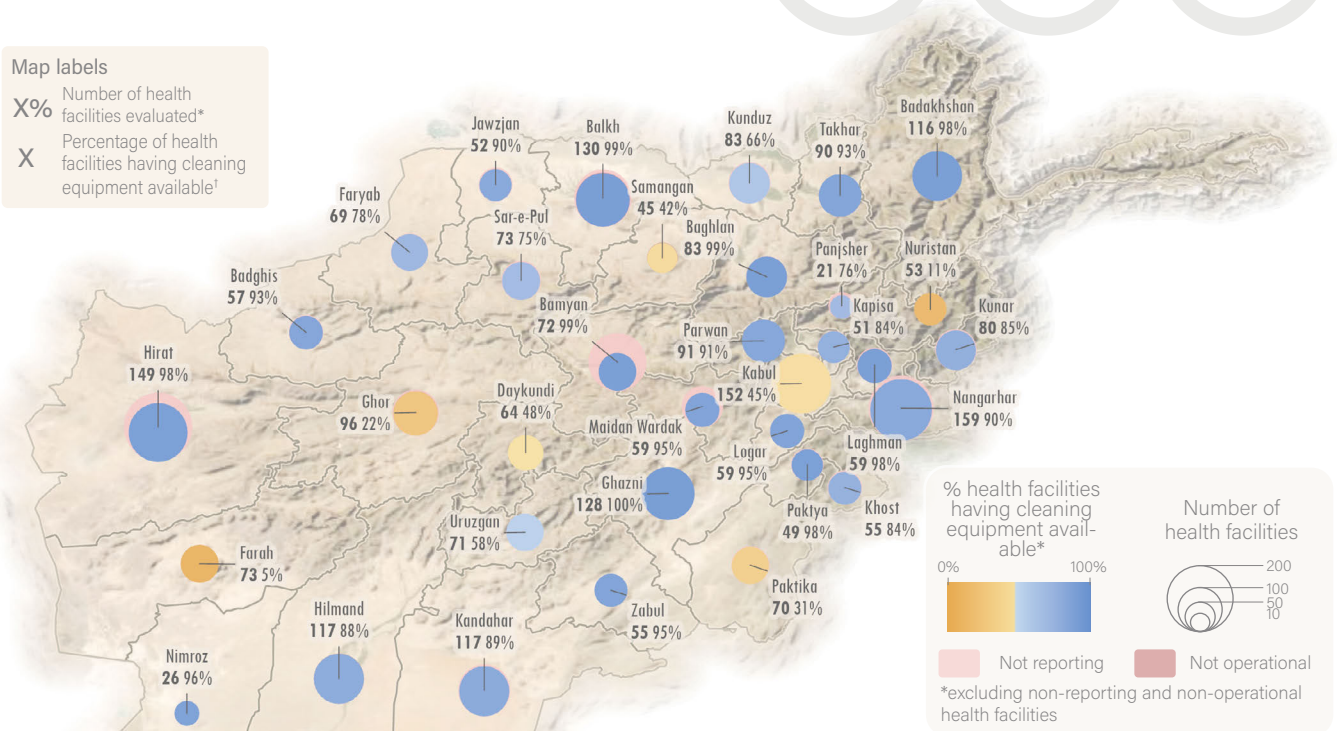 Map labels
X% Number of health
facilities evaluated*
X Percentage of health
facilities having cleaning
equipment available†
Jawzjan
52 90%
Balkh
130 99%
Kunduz
83 66%
Takhar
90 93%
Badakhshan
116 98%
Faryab
69 78%
Sar-e-Pul
73 75%
Samangan
45 42%
Baghlan
83 99%
Panjsher
21 76%
Nuristan
53 11%
Badghis
57 93%
Bamyan
72 99%
Parwan
91 91%
Kapisa
51 84%
Kunar
80 85%
Hirat
149 98%
Ghor
96 22%
Daykundi
64 48%
Kabul
152 45%
Maidan Wardak
59 95%
Nangarhar
159 90%
Logar
59 95%
Laghman
59 98%
Ghazni
128 100%
Paktya
49 98%
Khost
55 84%
Uruzgan
71 58%
Farah
73 5%
Paktika
70 31%
Hilmand
117 88%
Kandahar
117 89%
Zabul
55 95%
Nimroz
26 96%
% health facilities
having cleaning
equipment avail-
able*
0% 100%
Number of
health facilities
200
100
50
10
Not reporting
Not operational
*excluding non-reporting and non-operational
health facilities